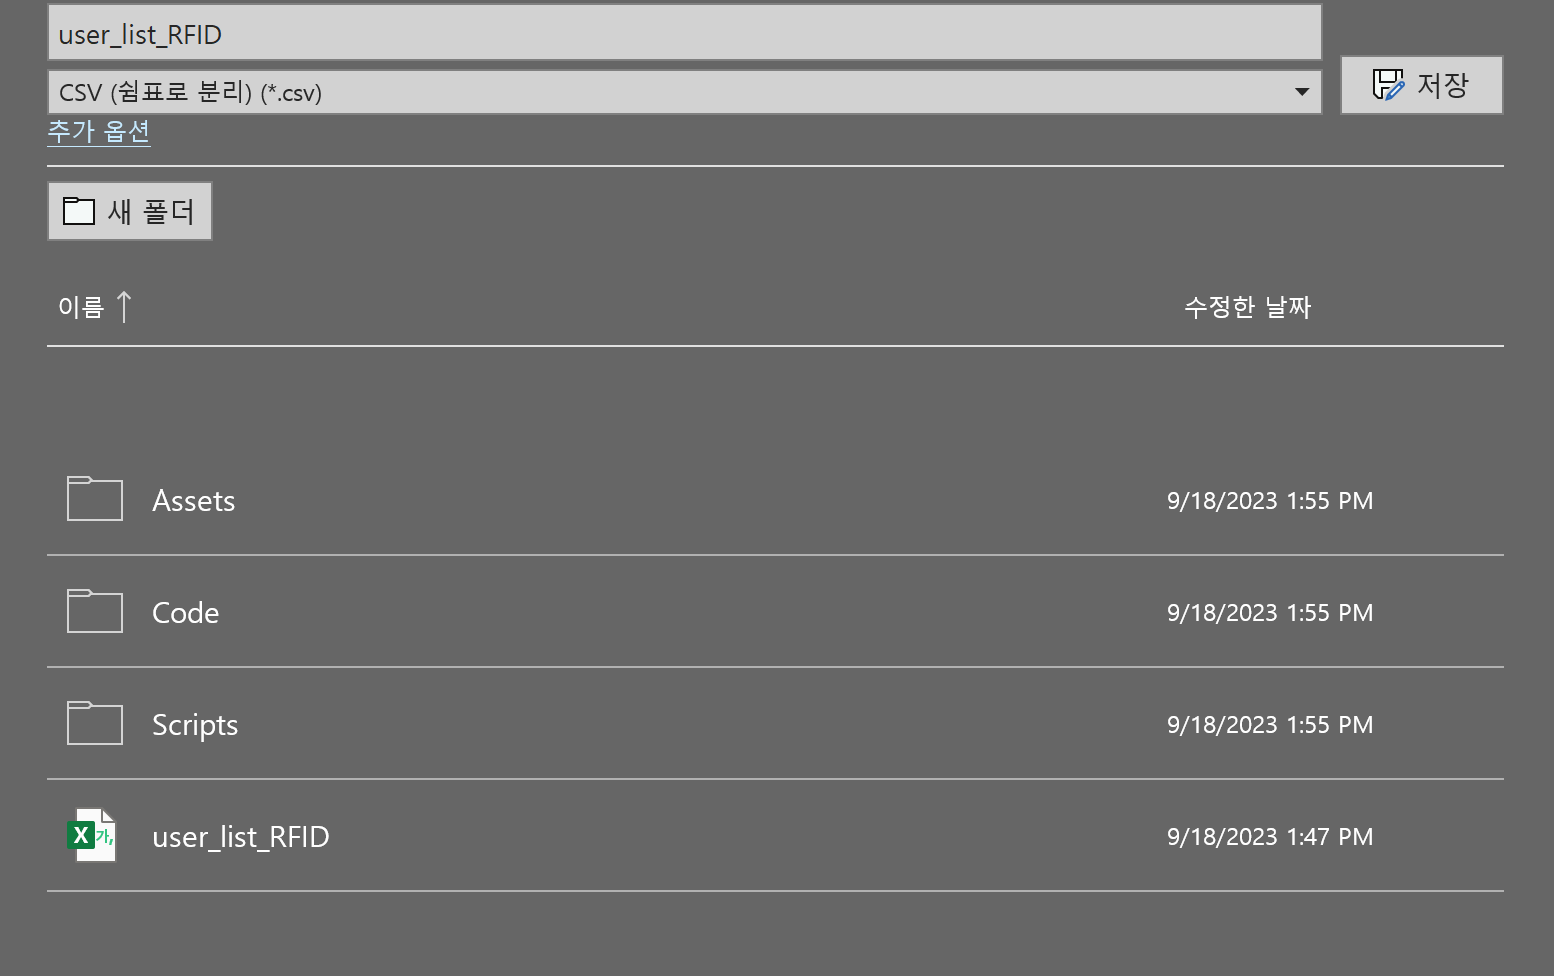 user_list_RFID
CSV (쉼표로 분리) (*.csv)
저장
추가 옵션
새 폴더
이름 ↑ 수정한 날짜
Assets 9/18/2023 1:55 PM
Code 9/18/2023 1:55 PM
Scripts 9/18/2023 1:55 PM
X 가, user_list_RFID 9/18/2023 1:47 PM